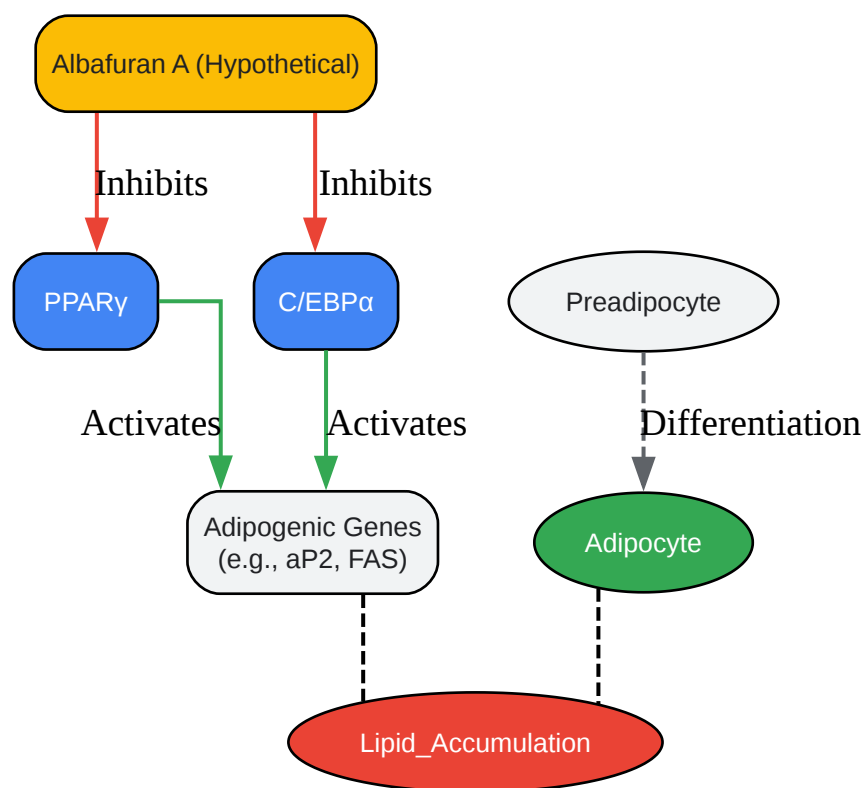 Albafuran A (Hypothetical)
Inhibits
Inhibits
PPARγ
C/EBPα
Preadipocyte
Activates
Activates
Differentiation
Adipogenic Genes
(e.g., aP2, FAS)
Adipocyte
Lipid_Accumulation